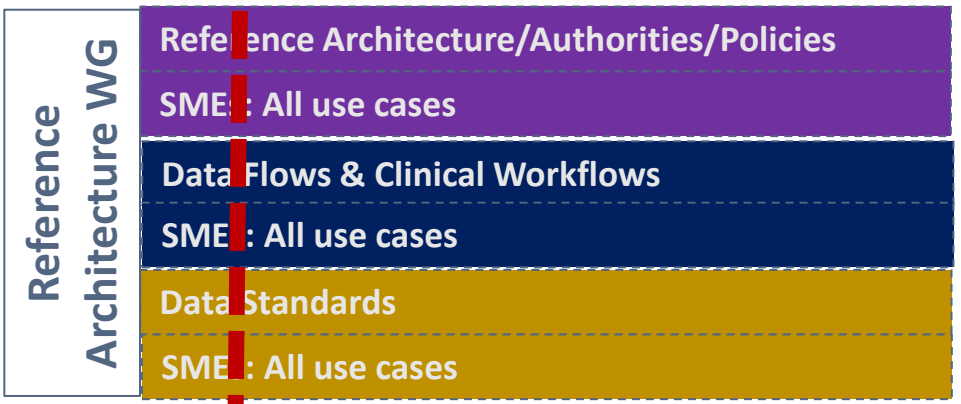 Reference
Architecture WG
Reference Architecture/Authorities/Policies
SMEs: All use cases
Data Flows & Clinical Workflows
SMEs: All use cases
Data Standards
SMEs: All use cases